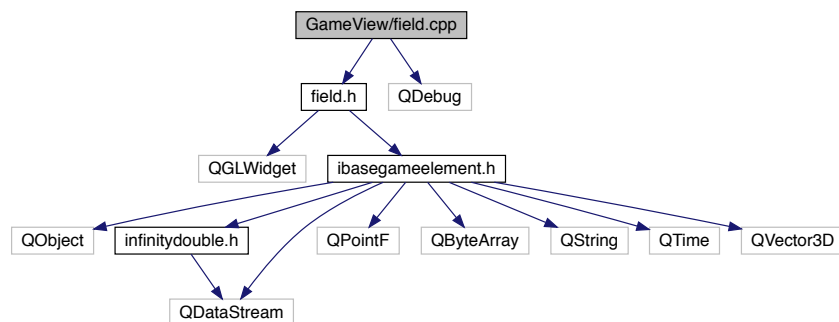 GameView/field.cpp
field.h
QDebug
QGLWidget
ibasegameelement.h
QObject
infinitydouble.h
QPointF
QByteArray
QString
QTime
QVector3D
QDataStream